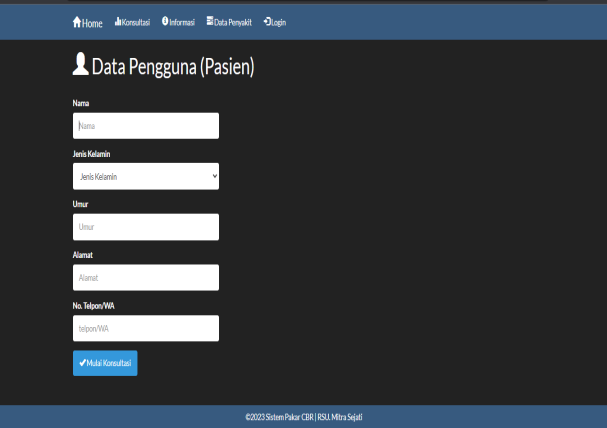 Home Konsultasi Informasi Data Penyakit Login
Data Pengguna (Pasien)
Nama
Nama
Jenis Kelamin
Jenis Kelamin
Umur
Umur
Alamat
Alamat
No. Telpon/WA
telpon/WA
Mulai Konsultasi
©2023 Sistem Pakar CBR | RSU. Mitra Sejati